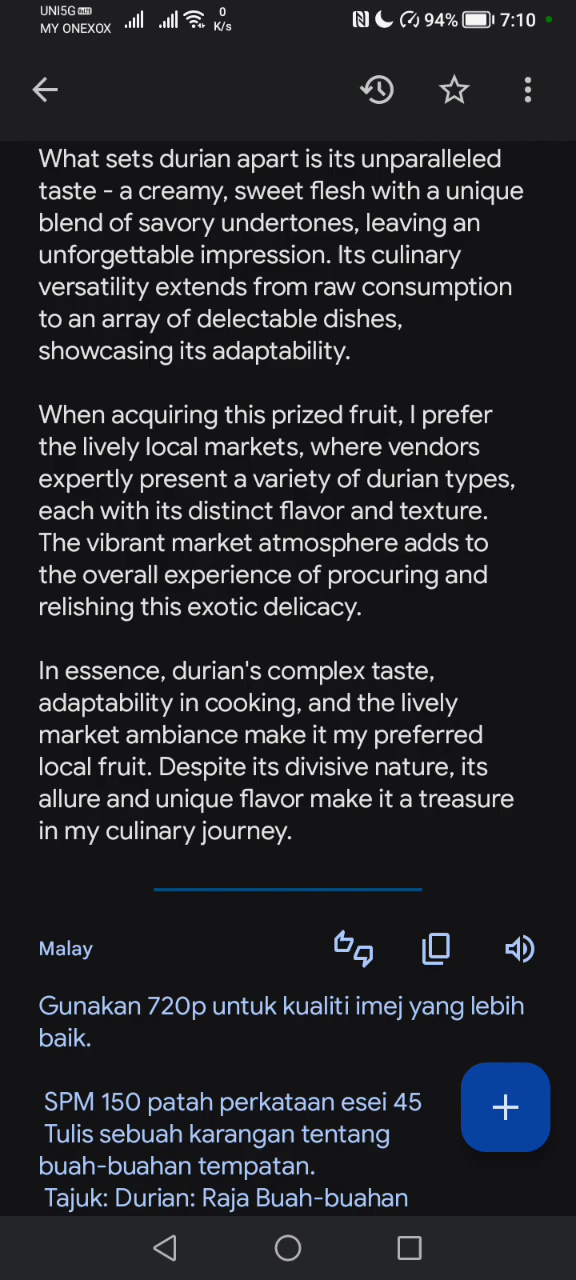 UNI5G
MY ONEXOX
0
K/s
94%
7:10
What sets durian apart is its unparalleled
taste - a creamy, sweet flesh with a unique
blend of savory undertones, leaving an
unforgettable impression. Its culinary
versatility extends from raw consumption
to an array of delectable dishes,
showcasing its adaptability.
When acquiring this prized fruit, I prefer
the lively local markets, where vendors
expertly present a variety of durian types,
each with its distinct flavor and texture.
The vibrant market atmosphere adds to
the overall experience of procuring and
relishing this exotic delicacy.
In essence, durian's complex taste,
adaptability in cooking, and the lively
market ambiance make it my preferred
local fruit. Despite its divisive nature, its
allure and unique flavor make it a treasure
in my culinary journey.
Malay
Gunakan 720p untuk kualiti imej yang lebih
baik.
SPM 150 patah perkataan esei 45
Tulis sebuah karangan tentang
buah-buahan tempatan.
Tajuk: Durian: Raja Buah-buahan